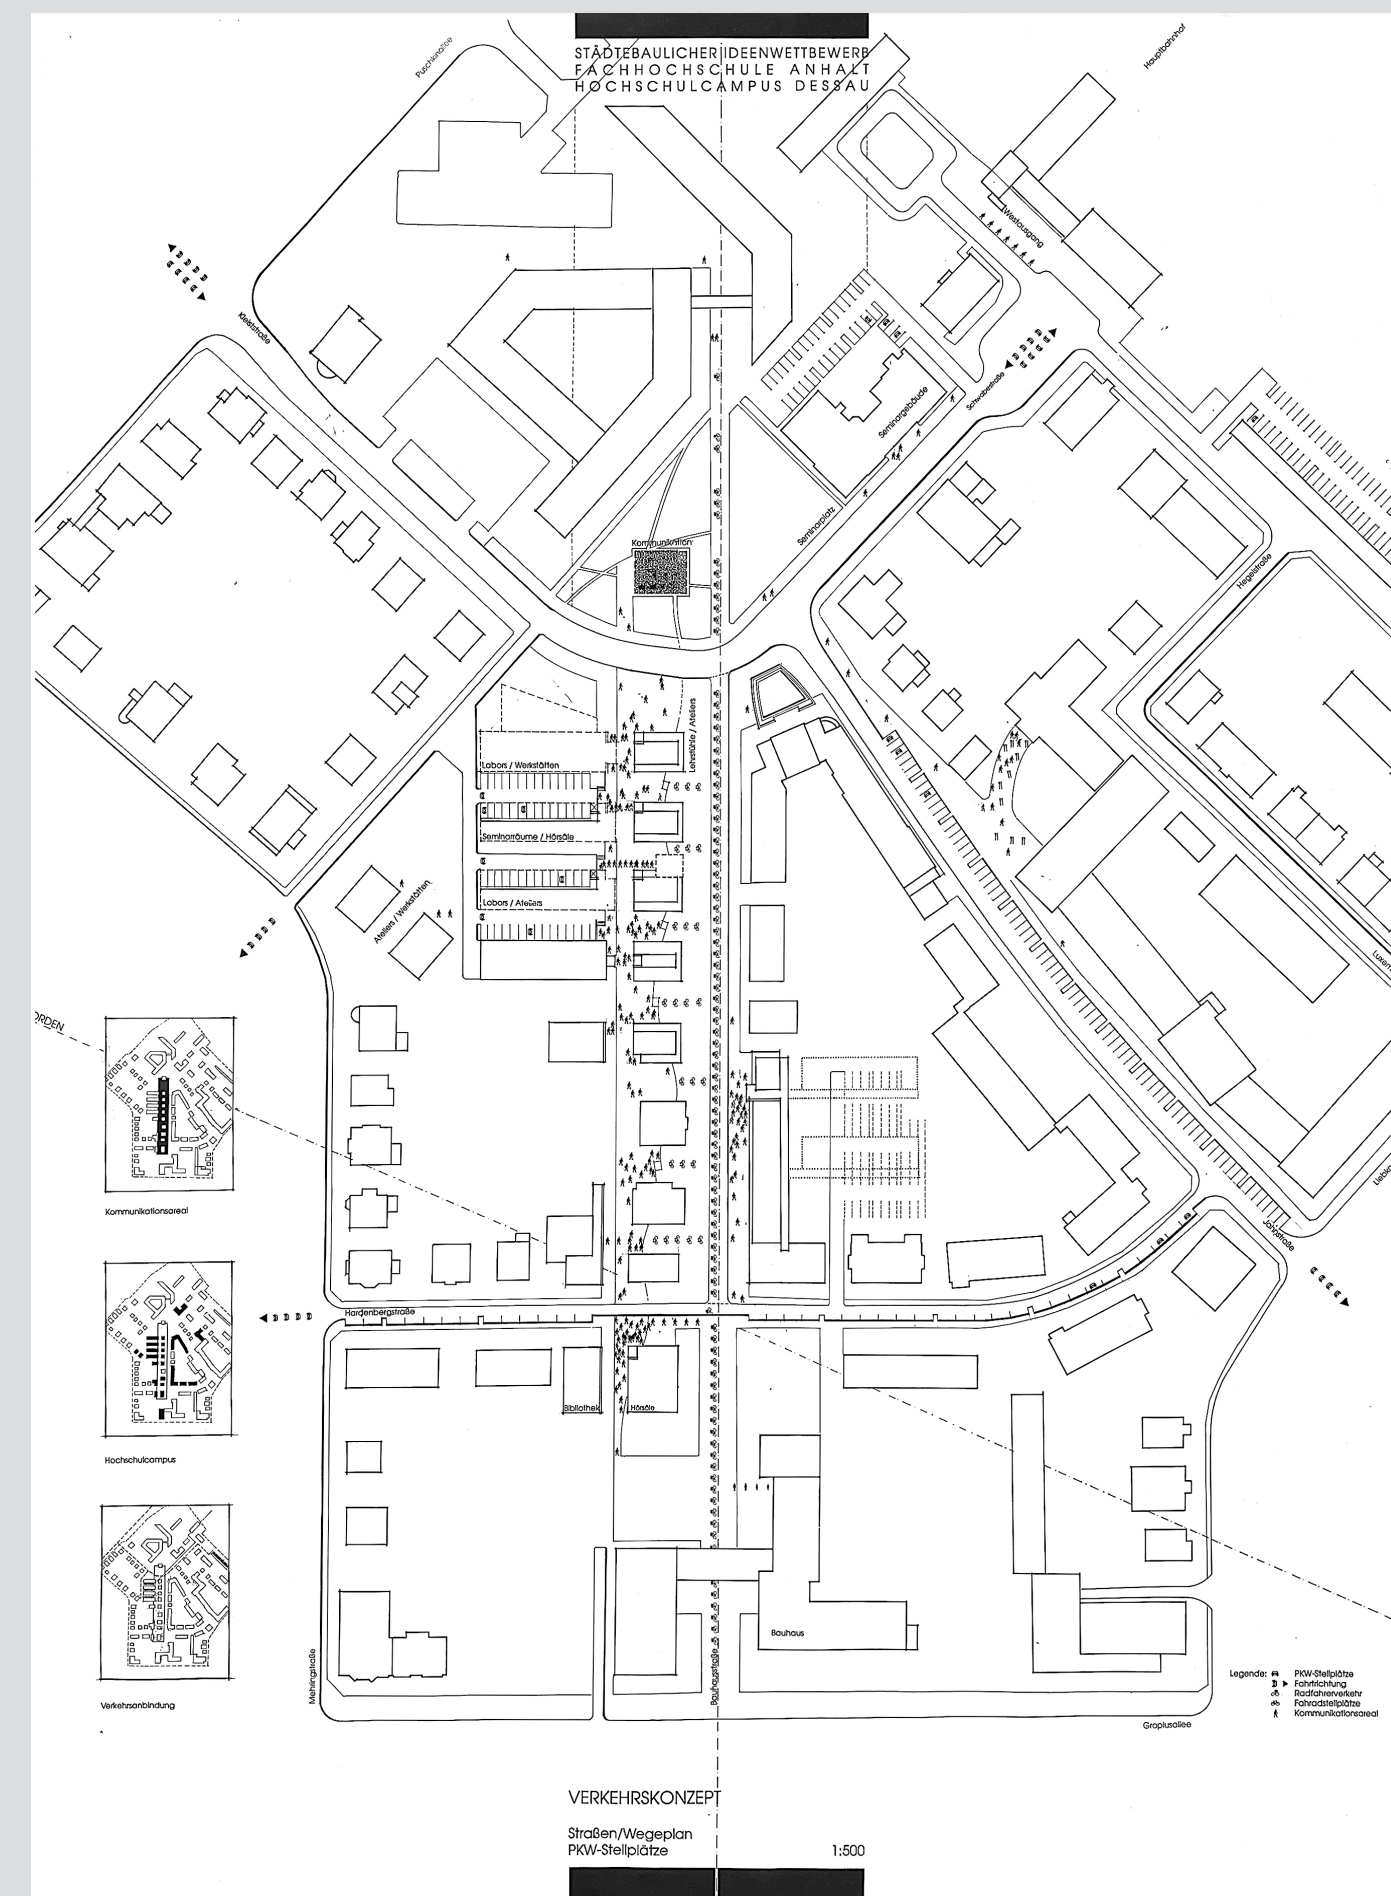 STÄDTEBAULICHER IDEENWETTBEWERB
FACHHOCHSCHULE ANHALT
HOCHSCHULCAMPUS DESSAU
Puschkinallee
Hauptbahnhof
Westausgang
Kleiststraße
Schwabestraße
Seminargebäude
Seminarplatz
Kommunikation
Hegelstraße
Lehrstühle / Ateliers
Labors / Werkstätten
Seminarräume / Hörsäle
Labors / Ateliers
Ateliers / Werkstätten
Kommunikationsareal
Hochschulcampus
Verkehrsanbindung
Jahnstraße
Hardenbergstraße
Bibliothek
Hörsäle
Bauhaus
Mehringstraße
Bauhausstraße
Gropiusallee
Legende:
PKW-Stellplätze
Fahrtrichtung
Radfahrerverkehr
Fahradstellplätze
Kommunikationsareal
VERKEHRSKONZEPT
Straßen/Wegeplan
PKW-Stellplätze 1:500